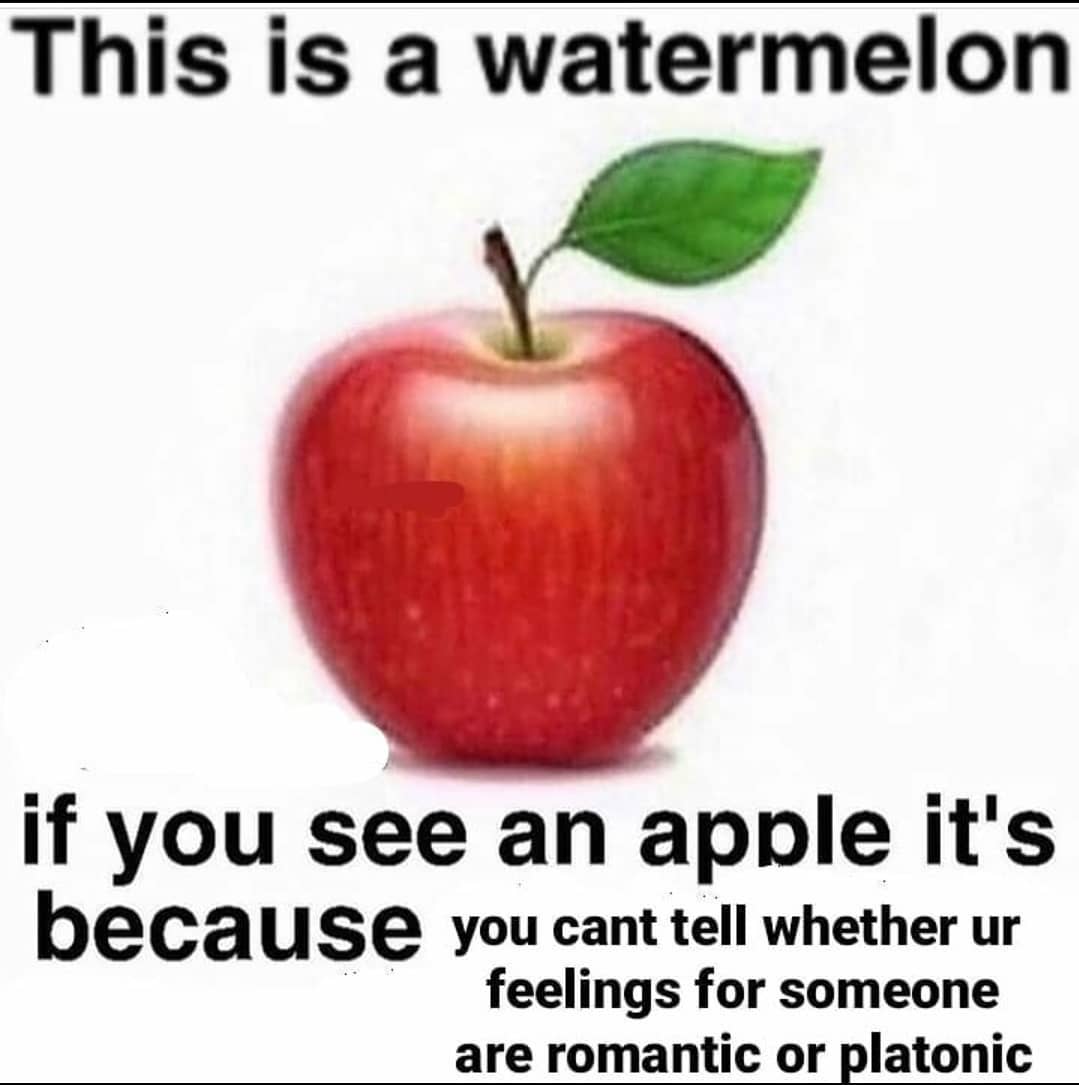 This is a watermelon
if you see an apple it's
because you cant tell whether ur
feelings for someone
are romantic or platonic